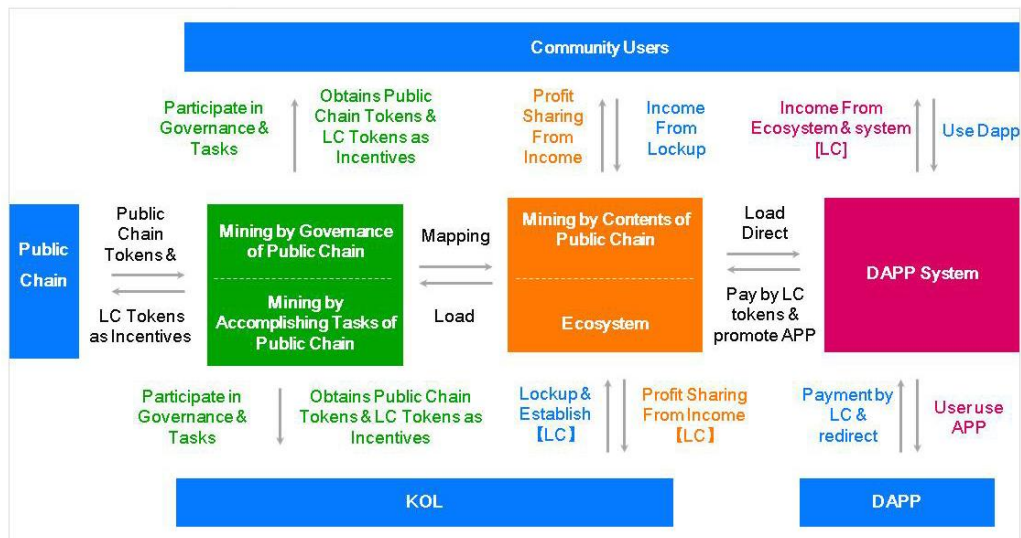 Community Users
Participate in
Governance &
Tasks
Obtains Public
Chain Tokens &
LC Tokens as
Incentives
Profit
Sharing
From
Income
Income
From
Lockup
Income From
Ecosystem & system
[LC]
Use Dapp
Public
Chain
Public
Chain
Tokens &
LC Tokens
as Incentives
Mining by Governance
of Public Chain
Mining by
Accomplishing Tasks of
Public Chain
Mapping
Load
Mining by Contents of
Public Chain
Ecosystem
Load
Direct
Pay by LC
tokens &
promote APP
DAPP System
Participate in
Governance &
Tasks
Obtains Public Chain
Tokens & LC Tokens as
Incentives
Lockup &
Establish
【LC】
Profit Sharing
From Income
【LC】
Payment by
LC &
redirect
User use
APP
KOL
DAPP